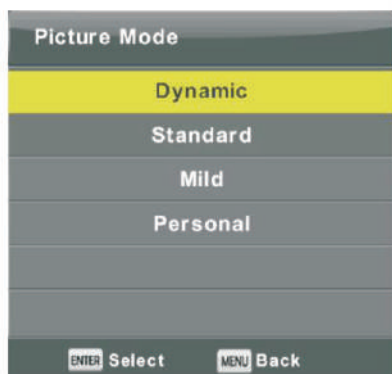 Picture Mode
Dynamic
Standard
Mild
Personal
ENTER Select MENU Back